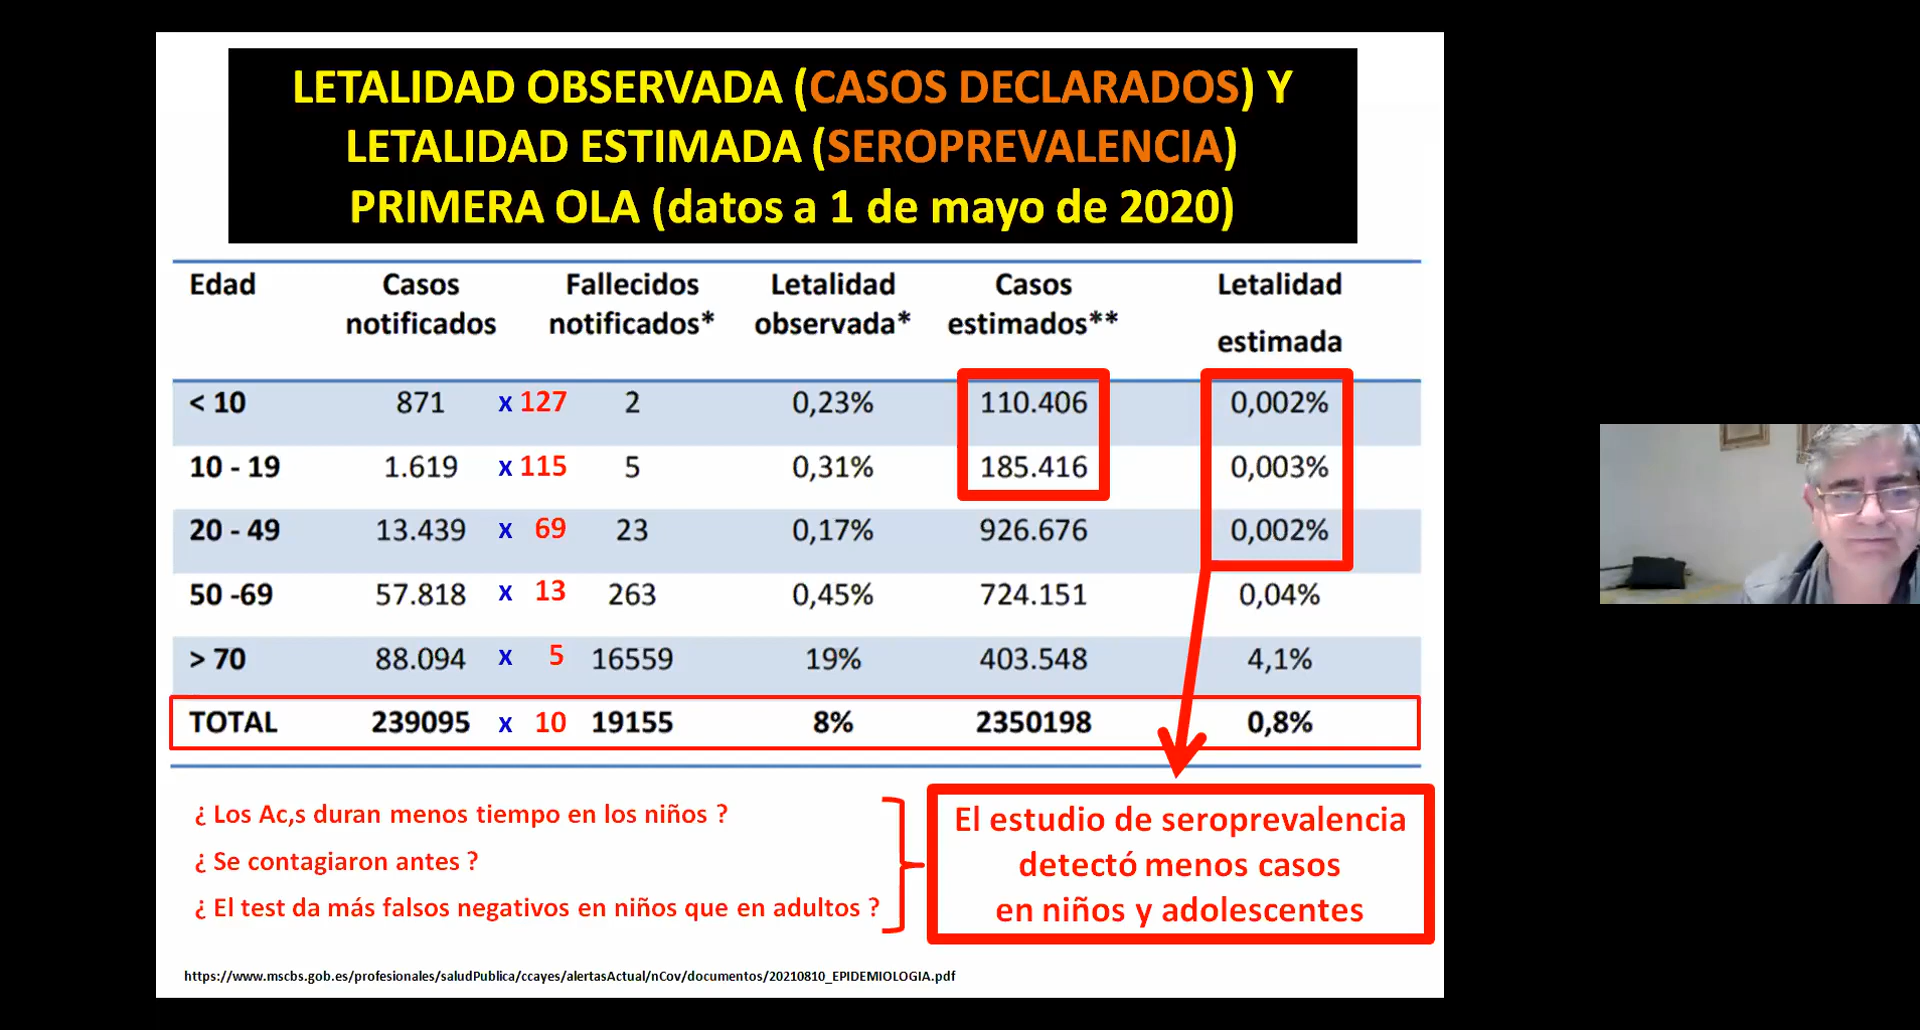 LETALIDAD OBSERVADA (CASOS DECLARADOS) Y
LETALIDAD ESTIMADA (SEROPREVALENCIA)
PRIMERA OLA (datos a 1 de mayo de 2020)
Edad Casos notificados Fallecidos notificados* Letalidad observada* Casos estimados** Letalidad estimada
< 10 871 x 127 2 0,23% 110.406 0,002%
10 - 19 1.619 x 115 5 0,31% 185.416 0,003%
20 - 49 13.439 x 69 23 0,17% 926.676 0,002%
50 -69 57.818 x 13 263 0,45% 724.151 0,04%
> 70 88.094 x 5 16559 19% 403.548 4,1%
TOTAL 239095 x 10 19155 8% 2350198 0,8%
¿ Los Ac,s duran menos tiempo en los niños ?
¿ Se contagiaron antes ?
¿ El test da más falsos negativos en niños que en adultos ?
El estudio de seroprevalencia
detectó menos casos
en niños y adolescentes
https://www.mscbs.gob.es/profesionales/saludPublica/ccayes/alertasActual/nCov/documentos/20210810_EPIDEMIOLOGIA.pdf